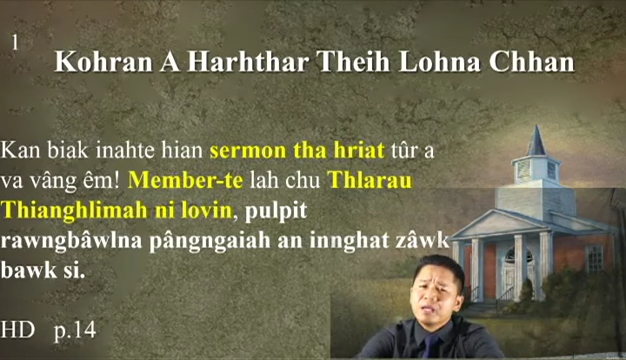 1
Kohran A Harhthar Theih Lohna Chhan
Kan biak inahte hian sermon tha hriat tûr a
va vâng êm! Member-te lah chu Thlarau
Thianghlimah ni lovin, pulpit
rawngbâwlna pângngaiah an innghat zâwk
bawk si.
HD p.14